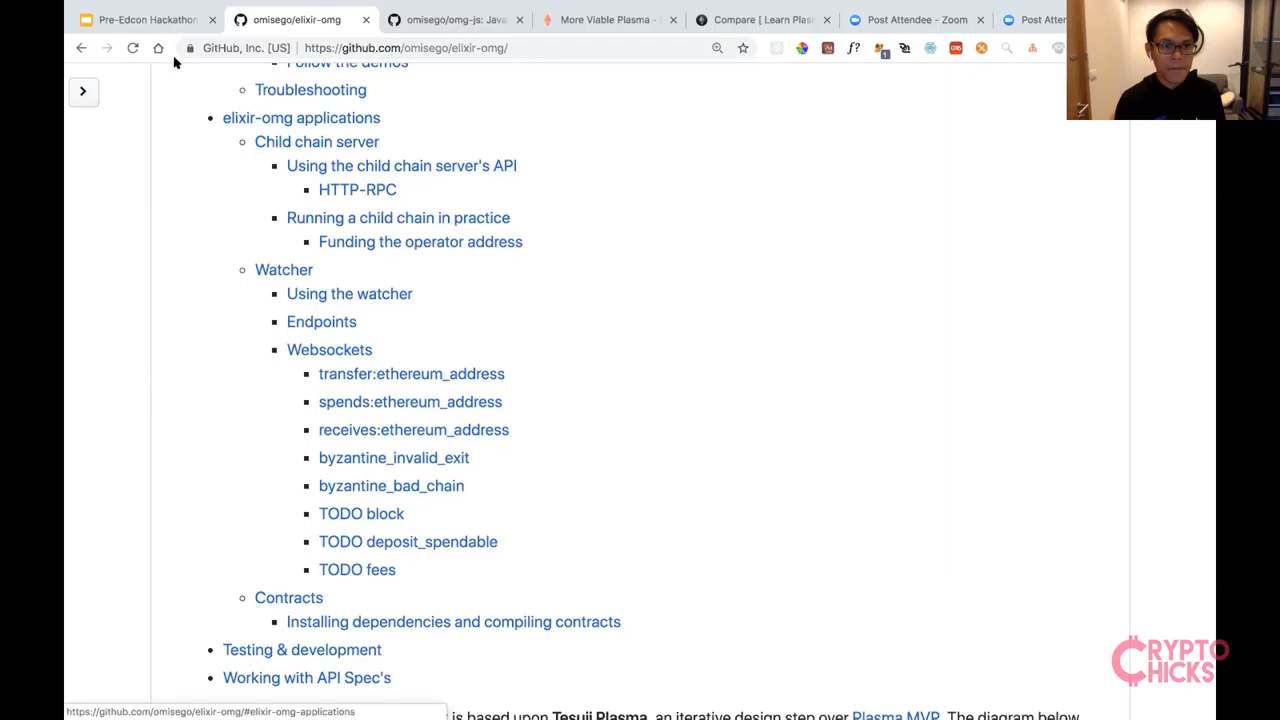 Pre-Edcon Hackathon
omisego/elixir-omg
omisego/omg-js: Java
More Viable Plasma -
Compare [ Learn Plas
Post Attendee - Zoom
Post Atten
GitHub, Inc. [US]
https://github.com/omisego/elixir-omg/
Follow the demos
Troubleshooting
elixir-omg applications
Child chain server
Using the child chain server's API
HTTP-RPC
Running a child chain in practice
Funding the operator address
Watcher
Using the watcher
Endpoints
Websockets
transfer:ethereum_address
spends:ethereum_address
receives:ethereum_address
byzantine_invalid_exit
byzantine_bad_chain
TODO block
TODO deposit_spendable
TODO fees
Contracts
Installing dependencies and compiling contracts
Testing & development
Working with API Spec's
https://github.com/omisego/elixir-omg/#elixir-omg-applications
is based upon Tesuji Plasma, an iterative design step over Plasma MVP. The diagram below
CRYPTO
CHICKS